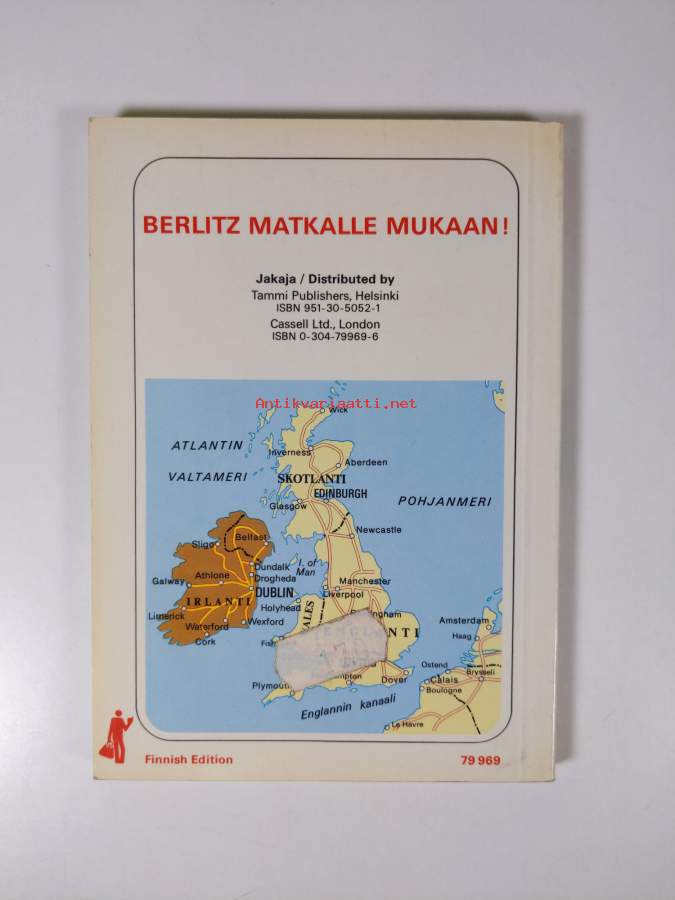 BERLITZ MATKALLE MUKAAN!
Jakaja / Distributed by
Tammi Publishers, Helsinki
ISBN 951-30-5052-1
Cassell Ltd., London
ISBN 0-304-79969-6
Antikvariaatti.net
Wick
ATLANTIN
VALTAMERI
Inverness
Aberdeen
SKOTLANTI
EDINBURGH
Glasgow
POHJANMERI
Newcastle
Sligo
Belfast
I. of
Man
Dundalk
Drogheda
Galway
Athlone
DUBLIN
Manchester
Liverpool
IRLANTI
Holyhead
Limerick
Waterford
Wexford
Cork
Amsterdam
Haag
Ostend
Brysseli
Plymouth
Dover
Calais
Boulogne
Englannin kanaali
Le Havre
Finnish Edition
79 969